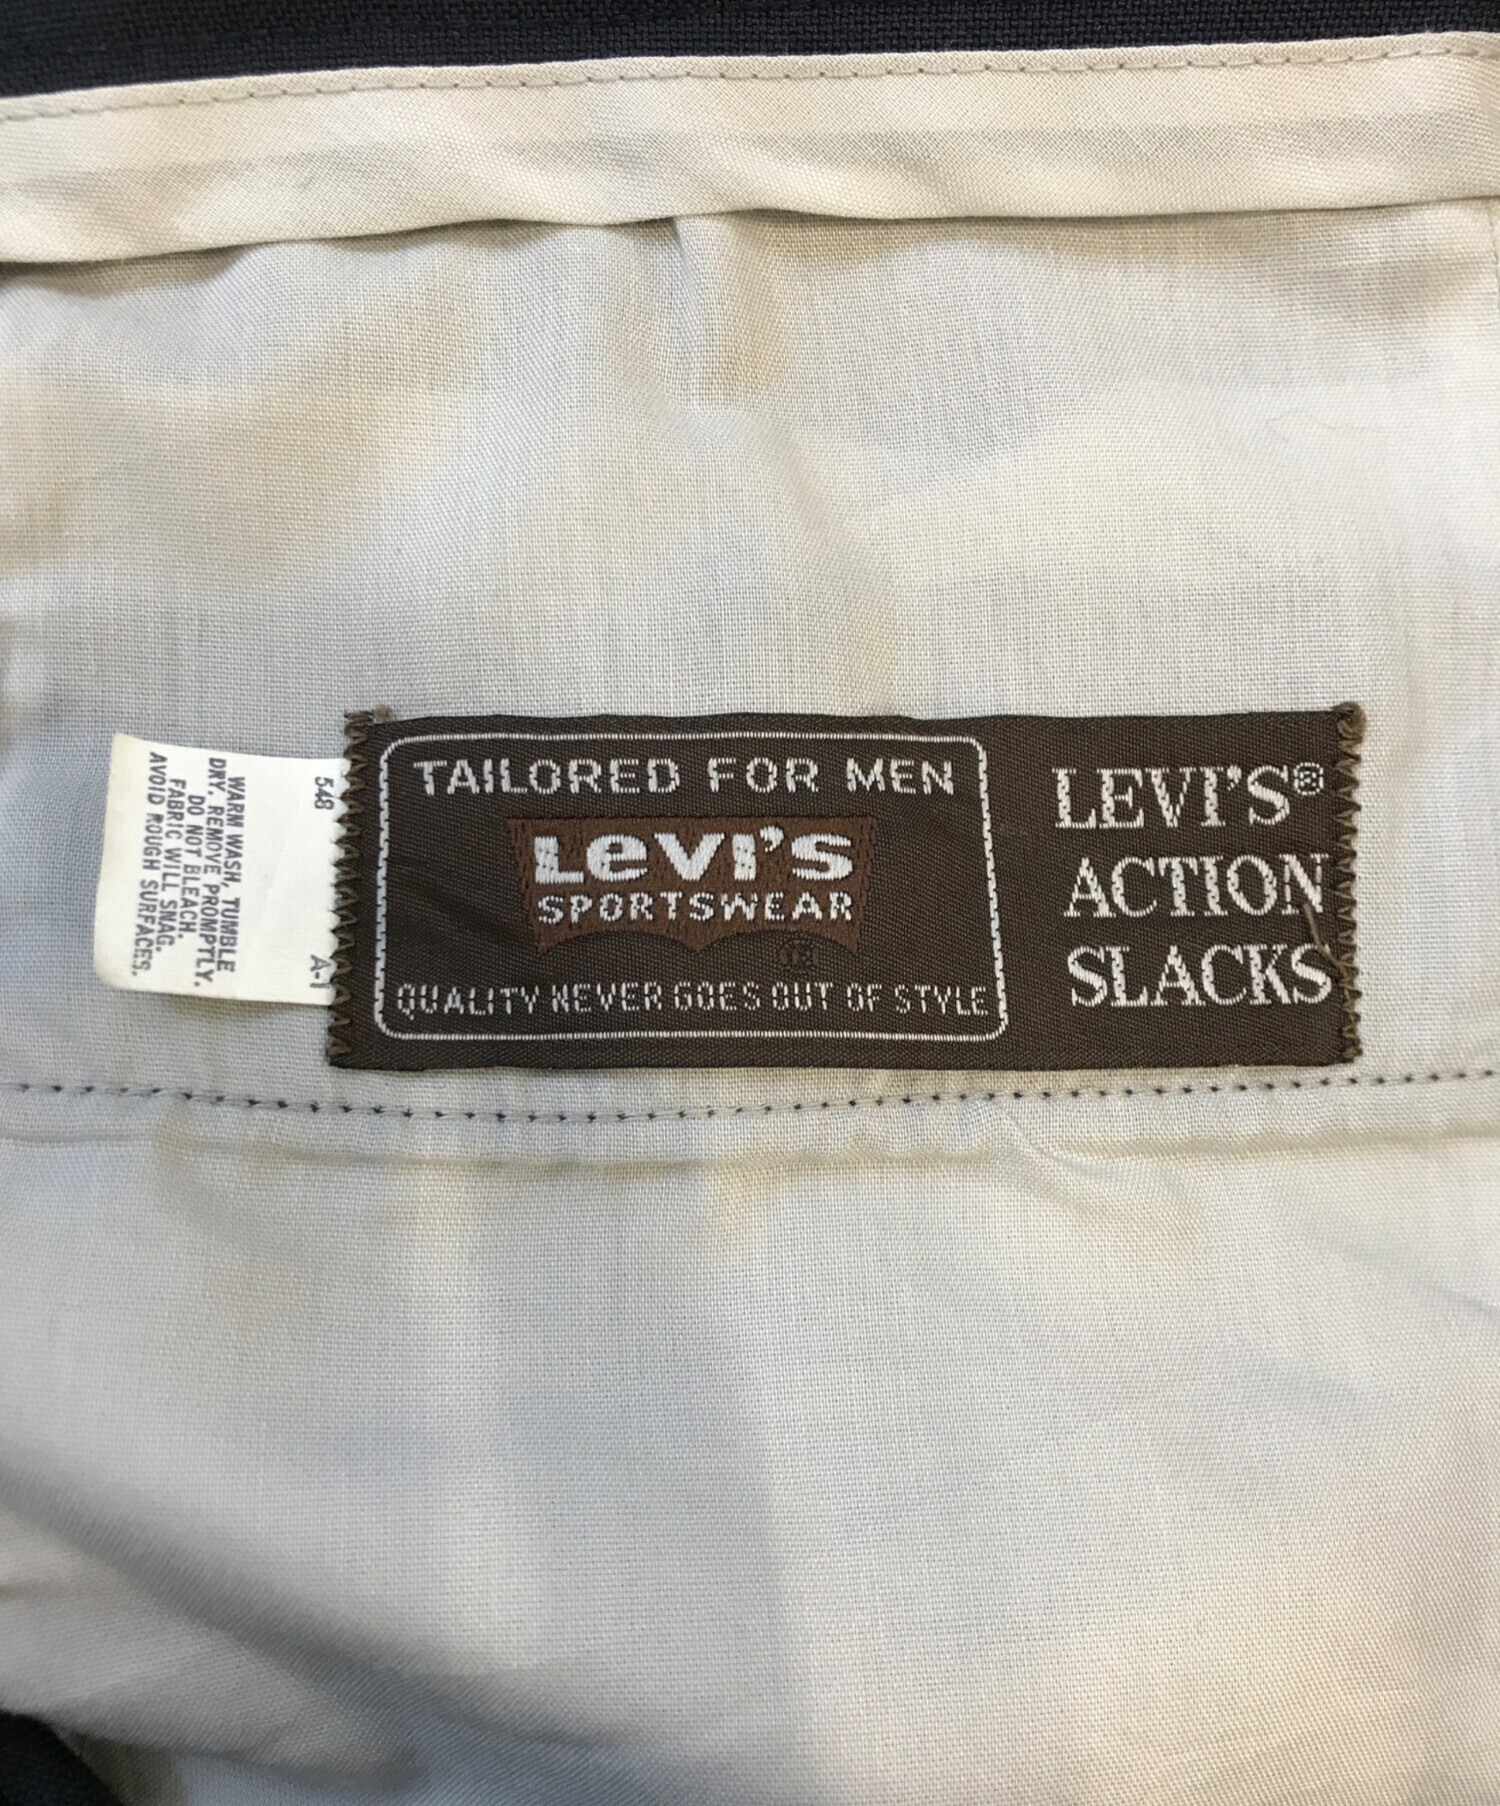 TAILORED FOR MEN
LEVI'S
SPORTSWEAR
®
QUALITY NEVER GOES OUT OF STYLE
LEVI'S®
ACTION
SLACKS
548 A-1
WARM WASH, TUMBLE
DRY, REMOVE PROMPTLY.
DO NOT BLEACH.
FABRIC WILL SNAG.
AVOID ROUGH SURFACES.